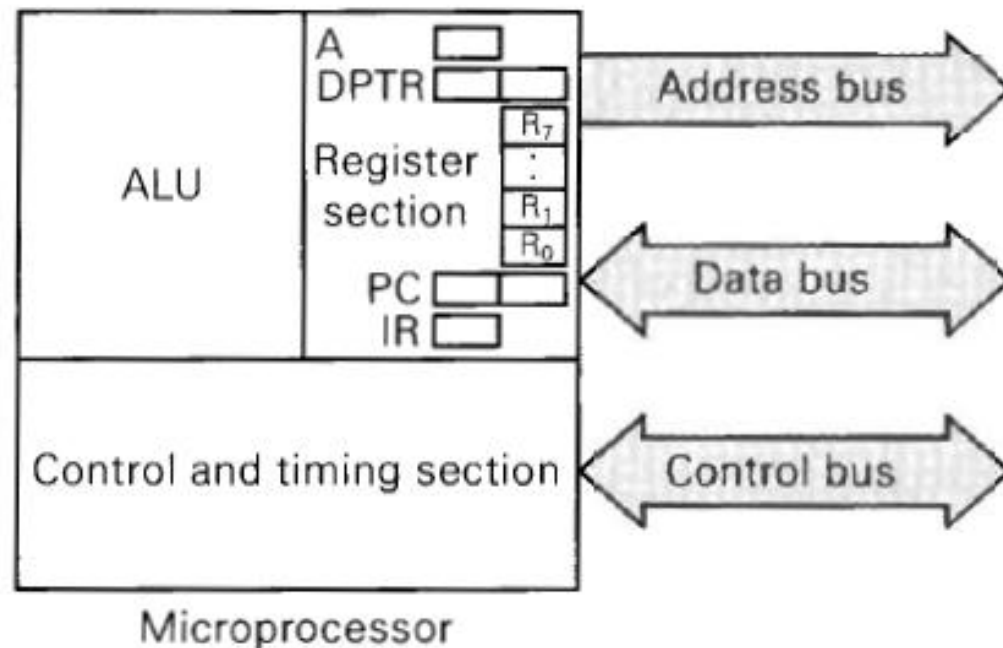 A
DPTR
Address bus
R7
:
ALU
Register
section
R1
R0
Data bus
PC
IR
Control and timing section
Control bus
Microprocessor